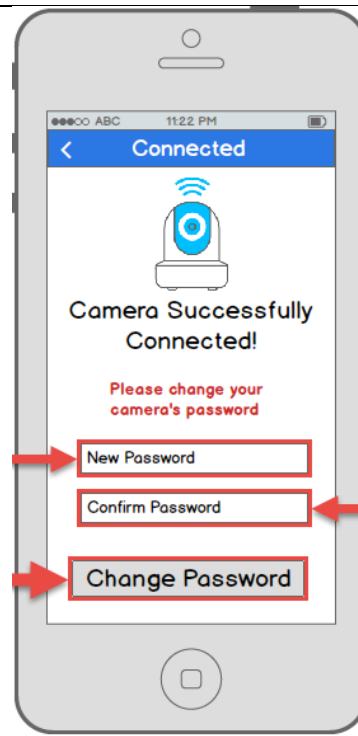 ABC 11:22 PM
Connected
Camera Successfully
Connected!
Please change your
camera's password
New Password
Confirm Password
Change Password